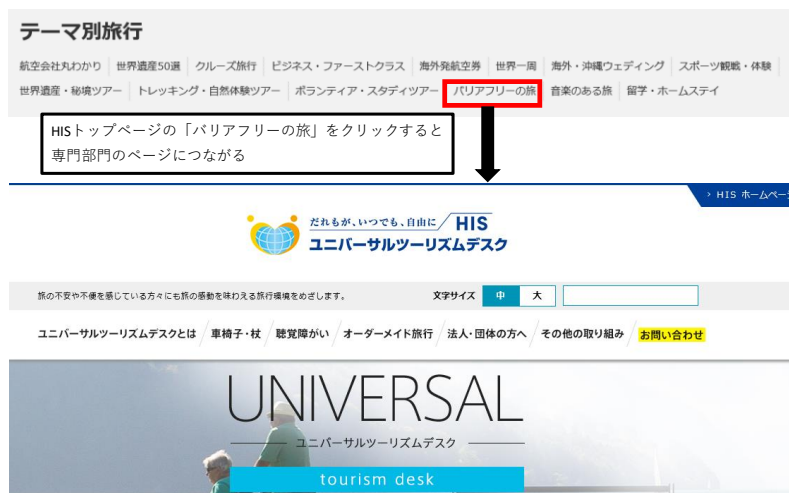 テーマ別旅行
航空会社丸わかり 世界遺産50選 クルーズ旅行 ビジネス・ファーストクラス 海外発航空券 世界一周 海外・沖縄ウェディング スポーツ観戦・体験
世界遺産・秘境ツアー トレッキング・自然体験ツアー ボランティア・スタディツアー バリアフリーの旅 音楽のある旅 留学・ホームステイ
HISトップページの「バリアフリーの旅」をクリックすると
専門部門のページにつながる
› HIS ホームページ
だれもが、いつでも、自由に HIS
ユニバーサルツーリズムデスク
旅の不安や不便を感じている方々にも旅の感動を味わえる旅行環境をめざします。 文字サイズ 中 大
ユニバーサルツーリズムデスクとは 車椅子・杖 聴覚障がい オーダーメイド旅行 法人・団体の方へ その他の取り組み お問い合わせ
UNIVERSAL
ユニバーサルツーリズムデスク
tourism desk